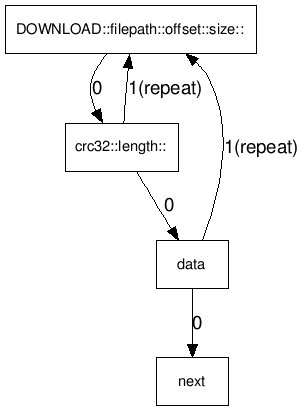 DOWNLOAD::filepath::offset::size::
0
1(repeat)
crc32::length::
1(repeat)
0
data
0
next